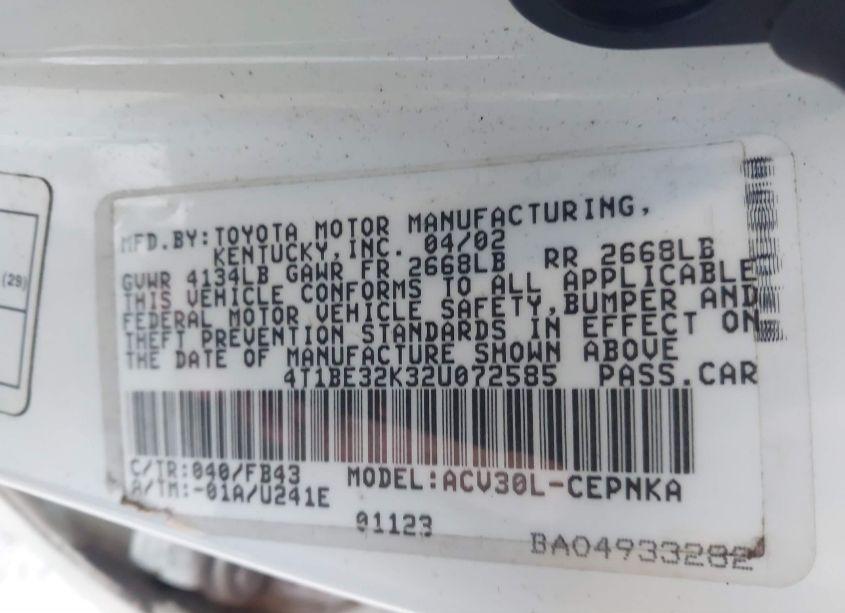 (29)
MFD.BY:TOYOTA MOTOR MANUFACTURING,
KENTUCKY,INC. 04/02
GVWR 4134LB GAWR FR 2668LB RR 2668LB
THIS VEHICLE CONFORMS TO ALL APPLICABLE
FEDERAL MOTOR VEHICLE SAFETY,BUMPER AND
THEFT PREVENTION STANDARDS IN EFFECT ON
THE DATE OF MANUFACTURE SHOWN ABOVE
4T1BE32K32U072585 PASS.CAR
C/TR:040/FB43 MODEL:ACV30L-CEPNKA
A/TM:-01A/U241E
01123
BA04933282